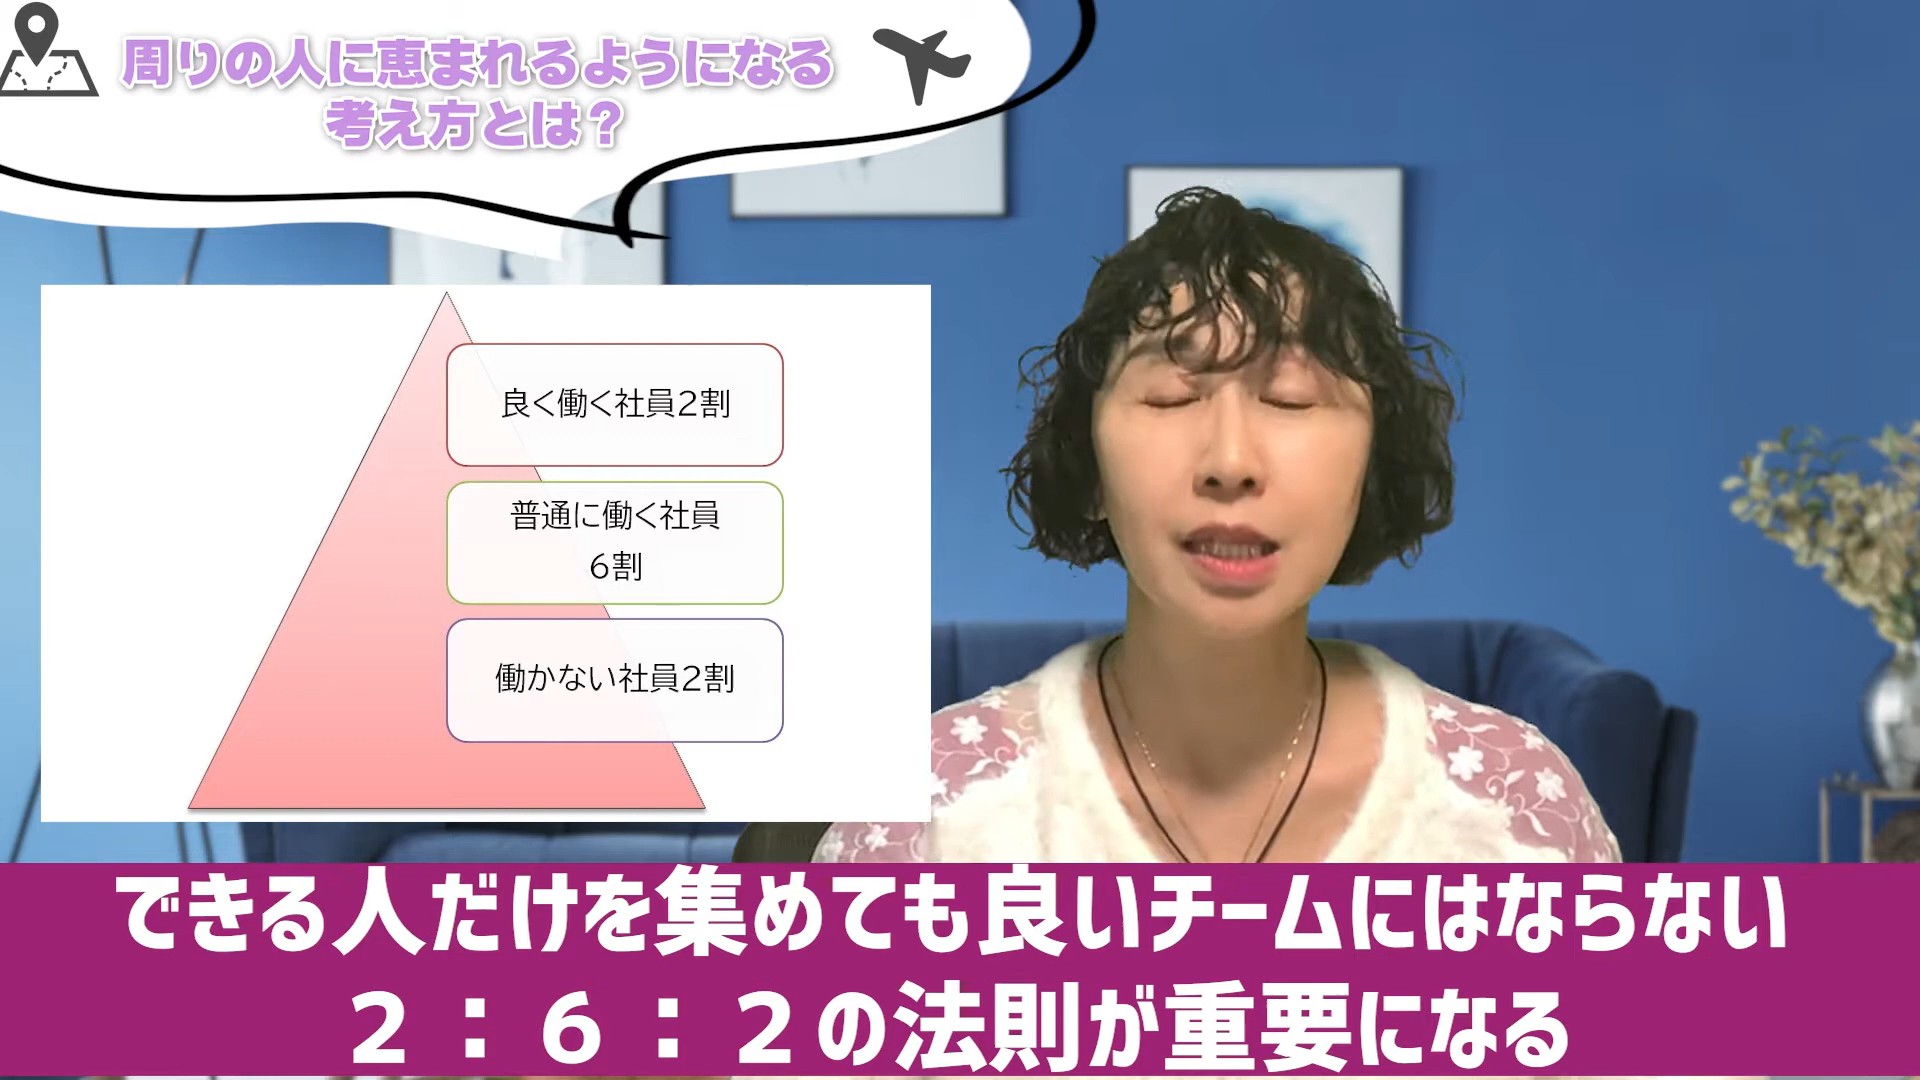 周りの人に恵まれるようになる
考え方とは？
良く働く社員２割
普通に働く社員
６割
働かない社員２割
できる人だけを集めても良いチームにはならない
２：６：２の法則が重要になる